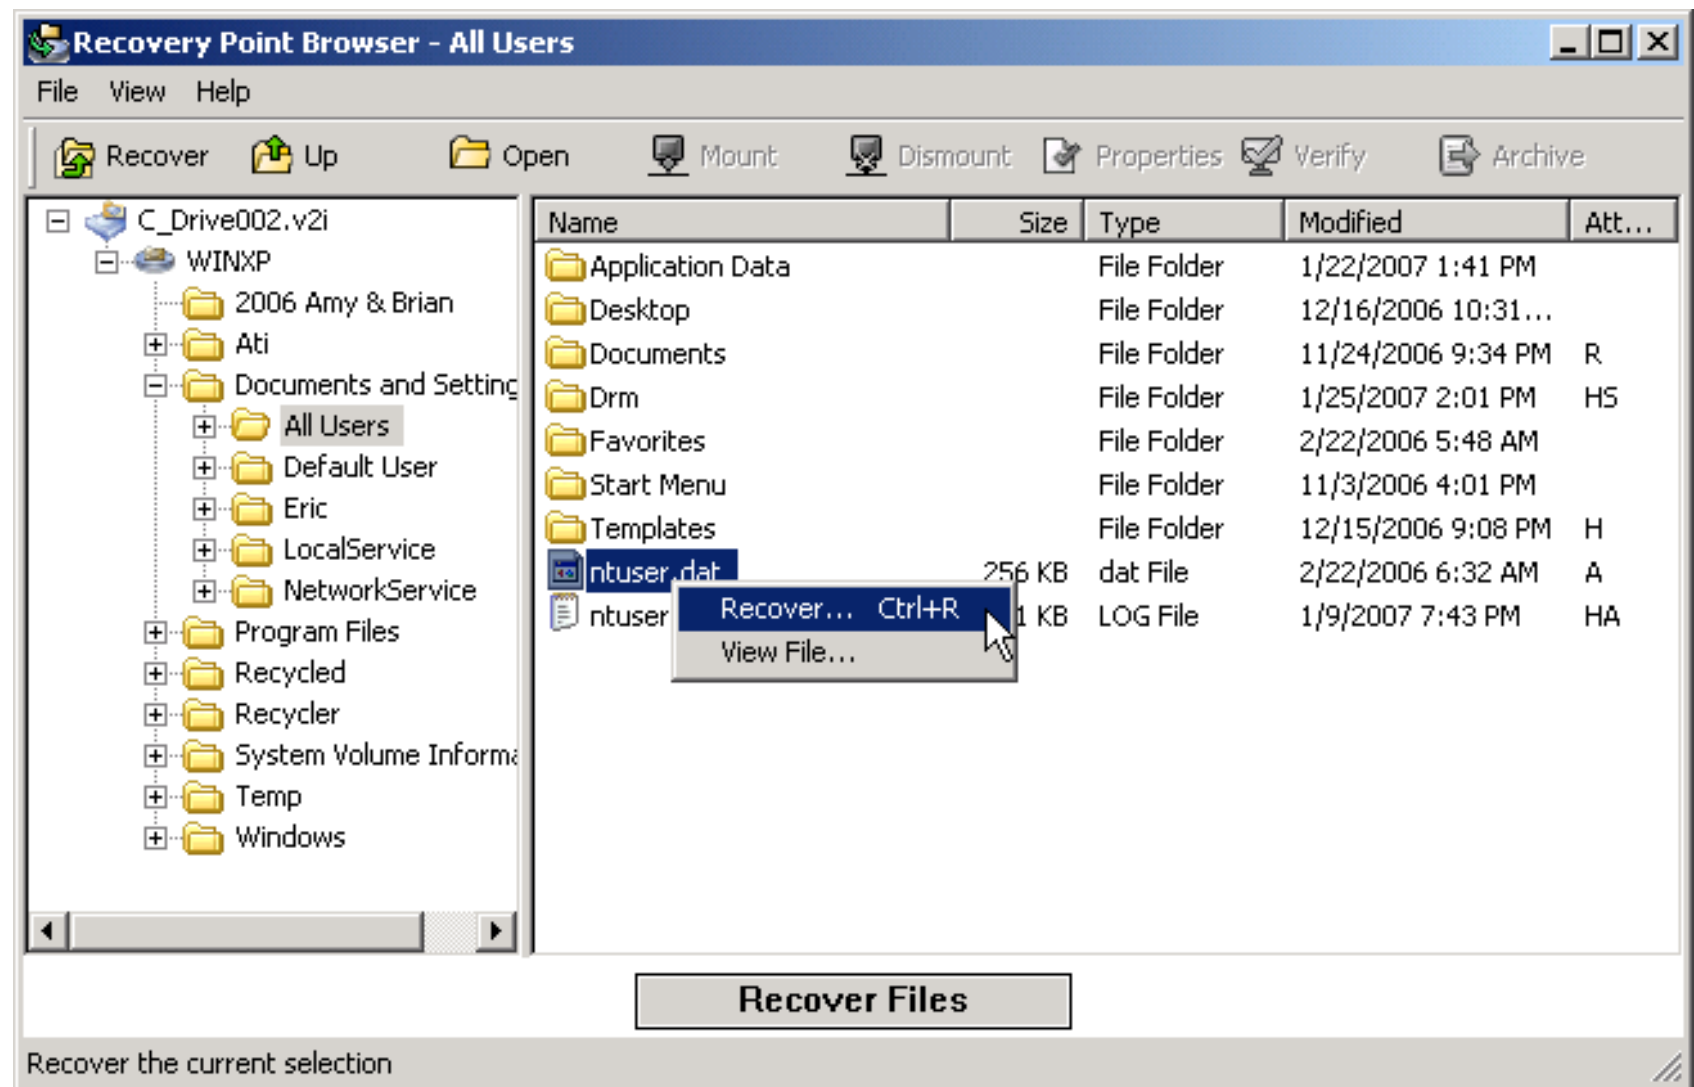 Recovery Point Browser - All Users
File View Help
Recover Up Open Mount Dismount Properties Verify Archive
C_Drive002.v2i
WINXP
2006 Amy & Brian
Ati
Documents and Setting
All Users
Default User
Eric
LocalService
NetworkService
Program Files
Recycled
Recycler
System Volume Informa
Temp
Windows
Name Size Type Modified Att...
Application Data File Folder 1/22/2007 1:41 PM
Desktop File Folder 12/16/2006 10:31...
Documents File Folder 11/24/2006 9:34 PM R
Drm File Folder 1/25/2007 2:01 PM HS
Favorites File Folder 2/22/2006 5:48 AM
Start Menu File Folder 11/3/2006 4:01 PM
Templates File Folder 12/15/2006 9:08 PM H
ntuser.dat 256 KB dat File 2/22/2006 6:32 AM A
ntuser 1 KB LOG File 1/9/2007 7:43 PM HA
Recover... Ctrl+R
View File...
Recover Files
Recover the current selection